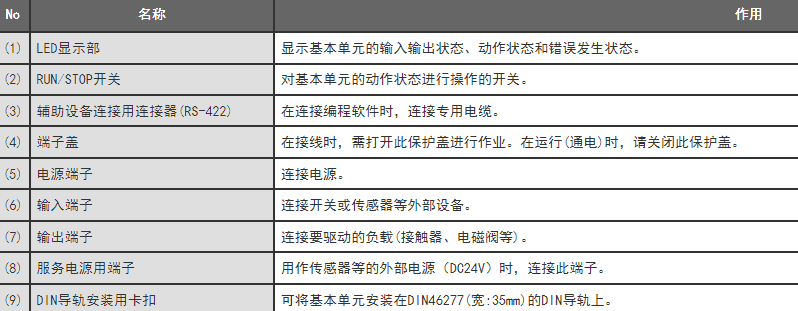 No 名称 作用
(1) LED显示部 显示基本单元的输入输出状态、动作状态和错误发生状态。
(2) RUN/STOP开关 对基本单元的动作状态进行操作的开关。
(3) 辅助设备连接用连接器(RS-422) 在连接编程软件时，连接专用电缆。
(4) 端子盖 在接线时，需打开此保护盖进行作业。在运行(通电)时，请关闭此保护盖。
(5) 电源端子 连接电源。
(6) 输入端子 连接开关或传感器等外部设备。
(7) 输出端子 连接要驱动的负载(接触器、电磁阀等)。
(8) 服务电源用端子 用作传感器等的外部电源（DC24V）时，连接此端子。
(9) DIN导轨安装用卡扣 可将基本单元安装在DIN46277(宽:35mm)的DIN导轨上。